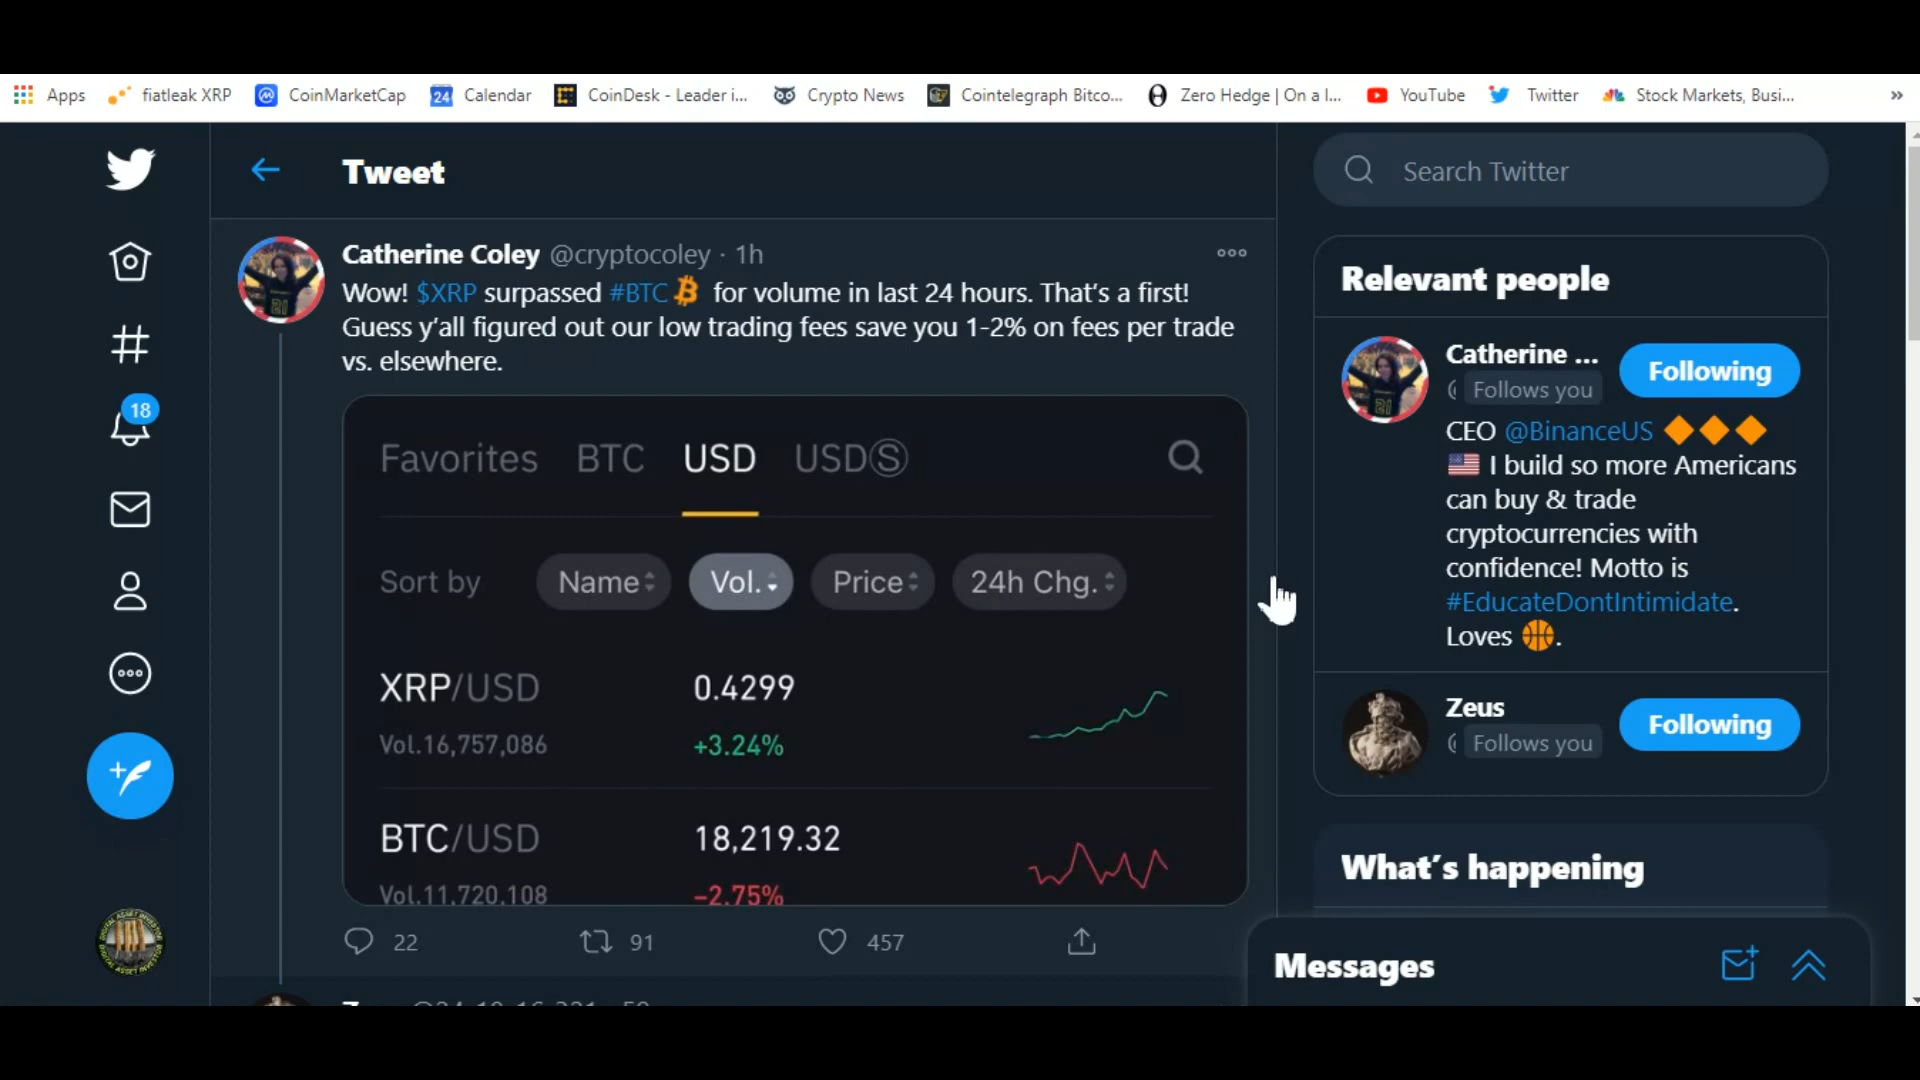 Apps fiatleak XRP CoinMarketCap 24 Calendar CoinDesk - Leader i... Crypto News Cointelegraph Bitco... Zero Hedge | On a l... YouTube Twitter Stock Markets, Busi... »
Tweet
Search Twitter
Catherine Coley @cryptocoley · 1h
Wow! $XRP surpassed #BTC for volume in last 24 hours. That's a first!
Guess y'all figured out our low trading fees save you 1-2% on fees per trade
vs. elsewhere.
Favorites BTC USD USDⓈ
Sort by Name Vol. Price 24h Chg.
XRP/USD 0.4299
Vol.16,757,086 +3.24%
BTC/USD 18,219.32
Vol.11,720,108 -2.75%
22 91 457
18
Relevant people
Catherine ... Following
Follows you
CEO @BinanceUS
I build so more Americans
can buy & trade
cryptocurrencies with
confidence! Motto is
#EducateDontIntimidate.
Loves .
Zeus Following
Follows you
What's happening
Messages